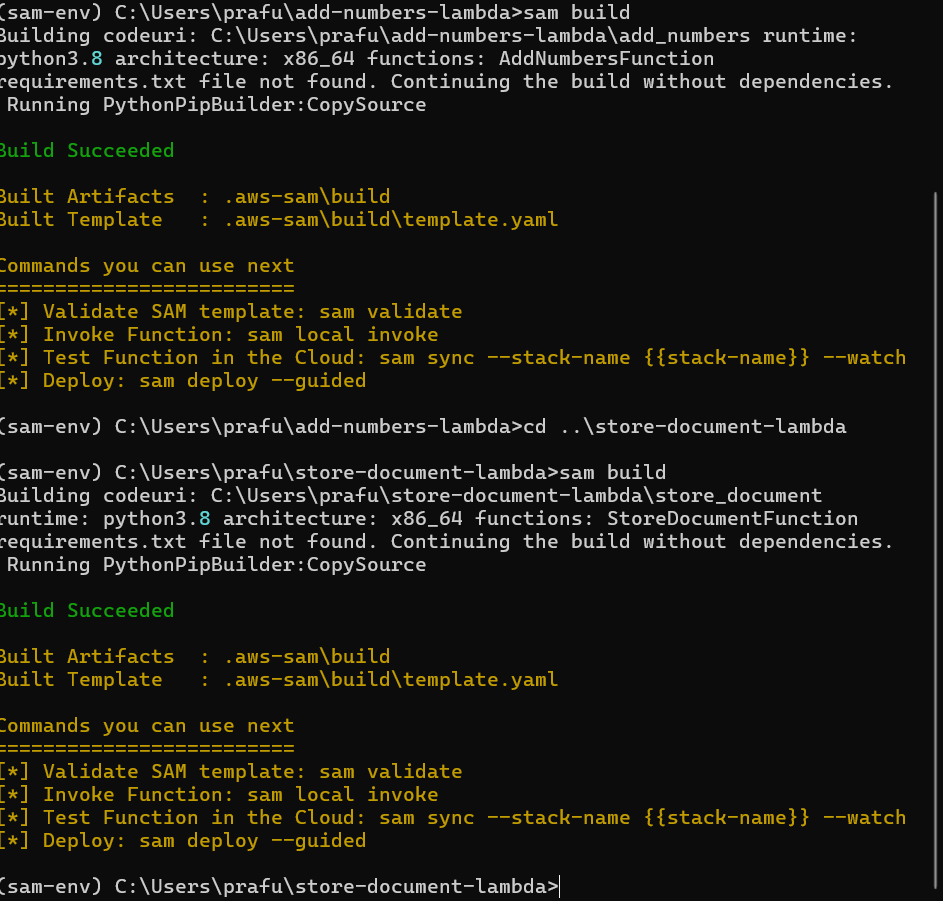 (sam-env) C:\Users\prafu\add-numbers-lambda>sam build
Building codeuri: C:\Users\prafu\add-numbers-lambda\add_numbers runtime:
python3.8 architecture: x86_64 functions: AddNumbersFunction
requirements.txt file not found. Continuing the build without dependencies.
 Running PythonPipBuilder:CopySource

Build Succeeded

Built Artifacts  : .aws-sam\build
Built Template   : .aws-sam\build\template.yaml

Commands you can use next
=========================
[*] Validate SAM template: sam validate
[*] Invoke Function: sam local invoke
[*] Test Function in the Cloud: sam sync --stack-name {{stack-name}} --watch
[*] Deploy: sam deploy --guided

(sam-env) C:\Users\prafu\add-numbers-lambda>cd ..\store-document-lambda

(sam-env) C:\Users\prafu\store-document-lambda>sam build
Building codeuri: C:\Users\prafu\store-document-lambda\store_document
runtime: python3.8 architecture: x86_64 functions: StoreDocumentFunction
requirements.txt file not found. Continuing the build without dependencies.
 Running PythonPipBuilder:CopySource

Build Succeeded

Built Artifacts  : .aws-sam\build
Built Template   : .aws-sam\build\template.yaml

Commands you can use next
=========================
[*] Validate SAM template: sam validate
[*] Invoke Function: sam local invoke
[*] Test Function in the Cloud: sam sync --stack-name {{stack-name}} --watch
[*] Deploy: sam deploy --guided

(sam-env) C:\Users\prafu\store-document-lambda>